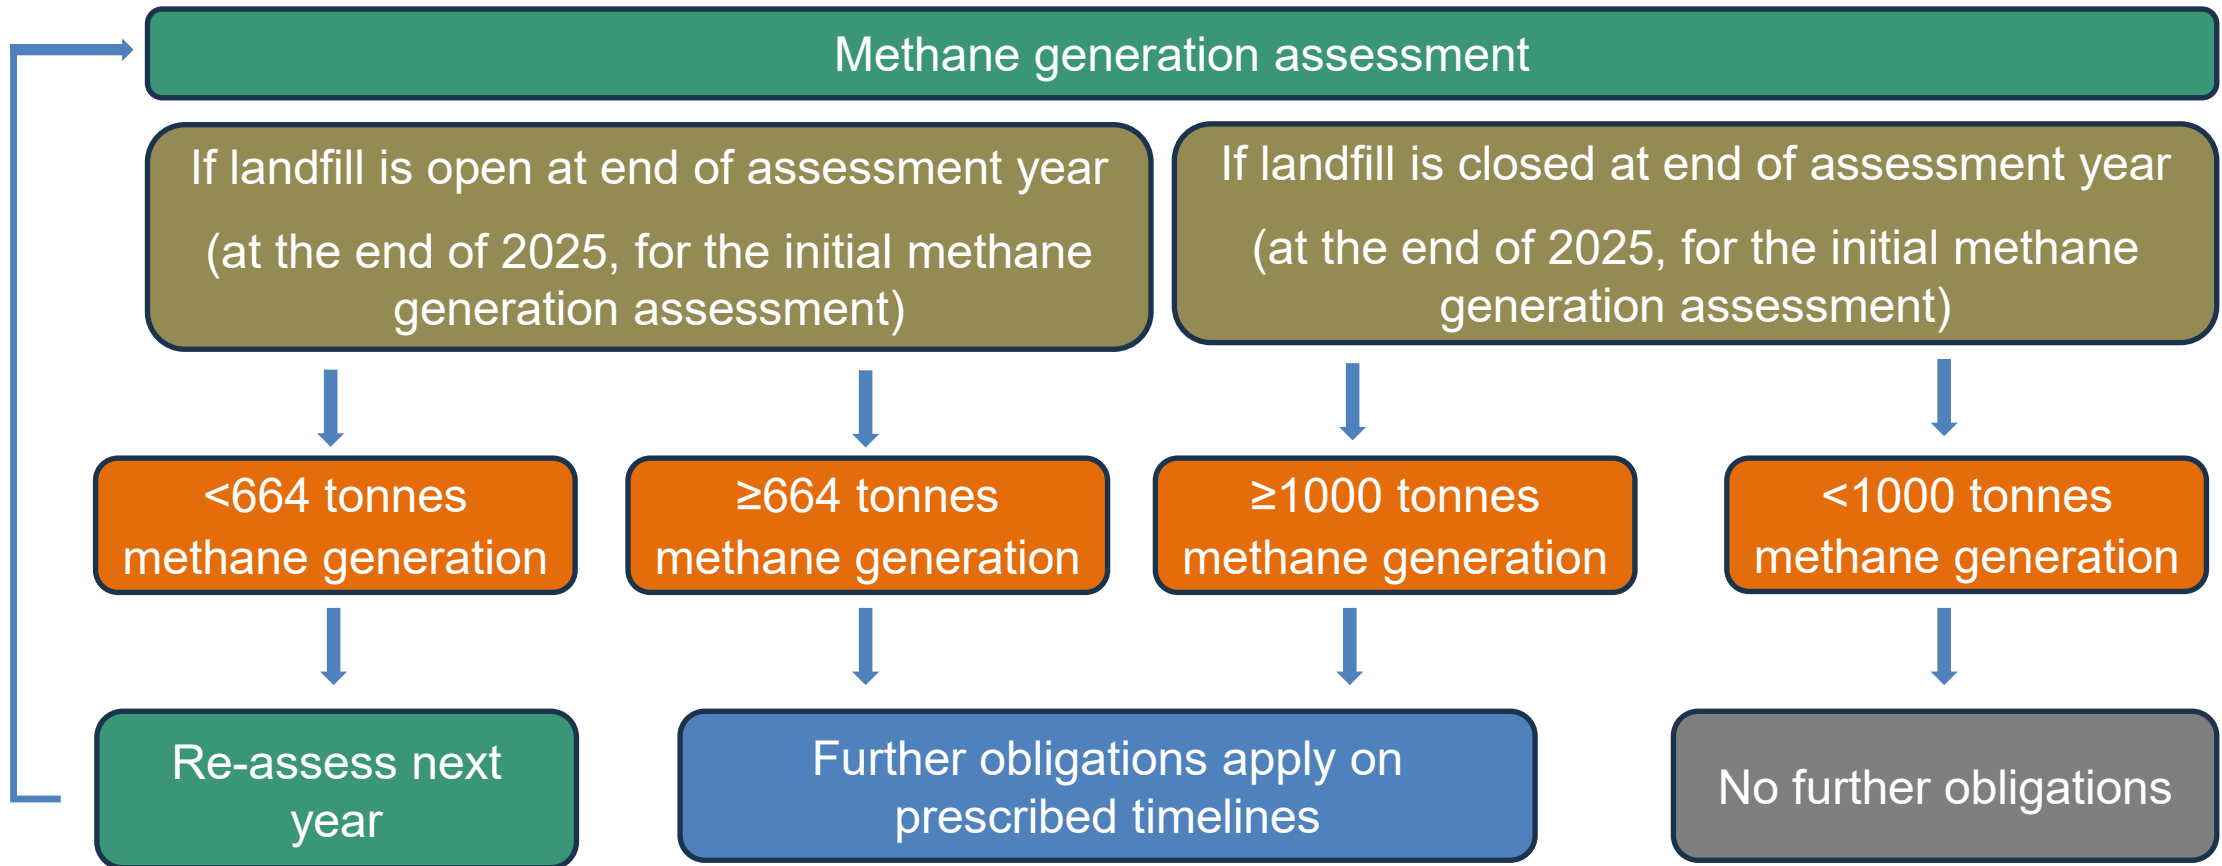 Methane generation assessment
If landfill is open at end of assessment year
(at the end of 2025, for the initial methane
generation assessment)
If landfill is closed at end of assessment year
(at the end of 2025, for the initial methane
generation assessment)
<664 tonnes
methane generation
≥664 tonnes
methane generation
≥1000 tonnes
methane generation
<1000 tonnes
methane generation
Re-assess next
year
Further obligations apply on
prescribed timelines
No further obligations